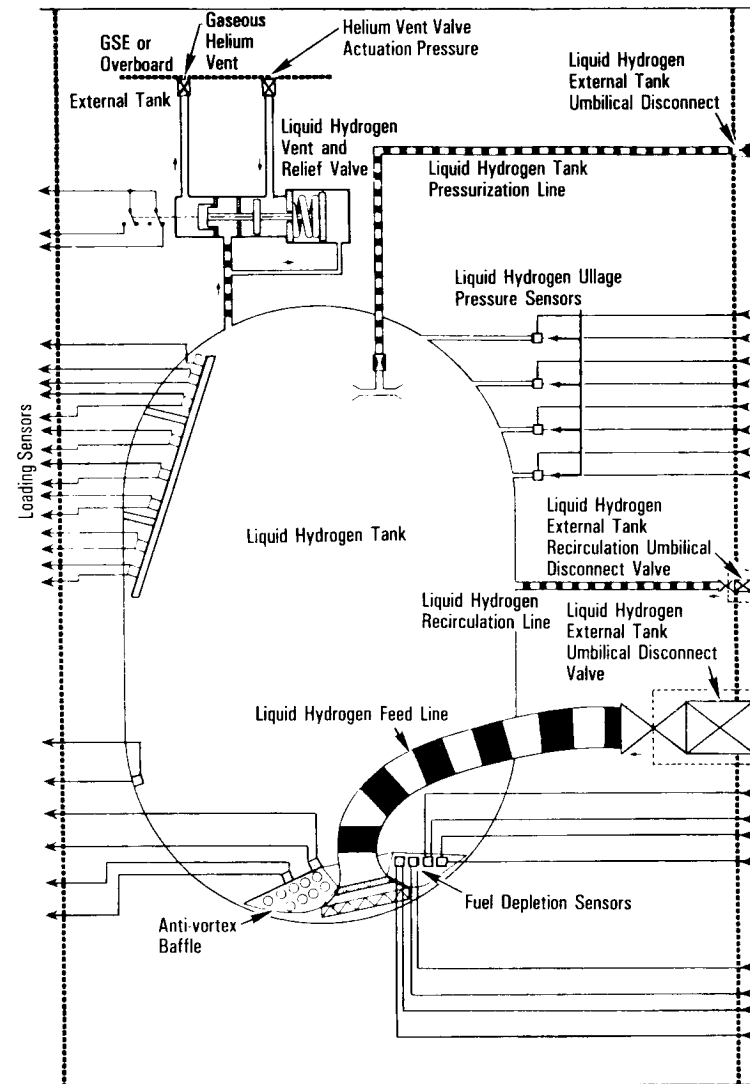 GSE or
Overboard
Gaseous
Helium
Vent
Helium Vent Valve
Actuation Pressure
External Tank
Liquid Hydrogen
Vent and
Relief Valve
Liquid Hydrogen
External Tank
Umbilical Disconnect
Liquid Hydrogen Tank
Pressurization Line
Liquid Hydrogen Ullage
Pressure Sensors
Loading Sensors
Liquid Hydrogen Tank
Liquid Hydrogen
External Tank
Recirculation Umbilical
Disconnect Valve
Liquid Hydrogen
Recirculation Line
Liquid Hydrogen
External Tank
Umbilical Disconnect
Valve
Liquid Hydrogen Feed Line
Fuel Depletion Sensors
Anti-vortex
Baffle